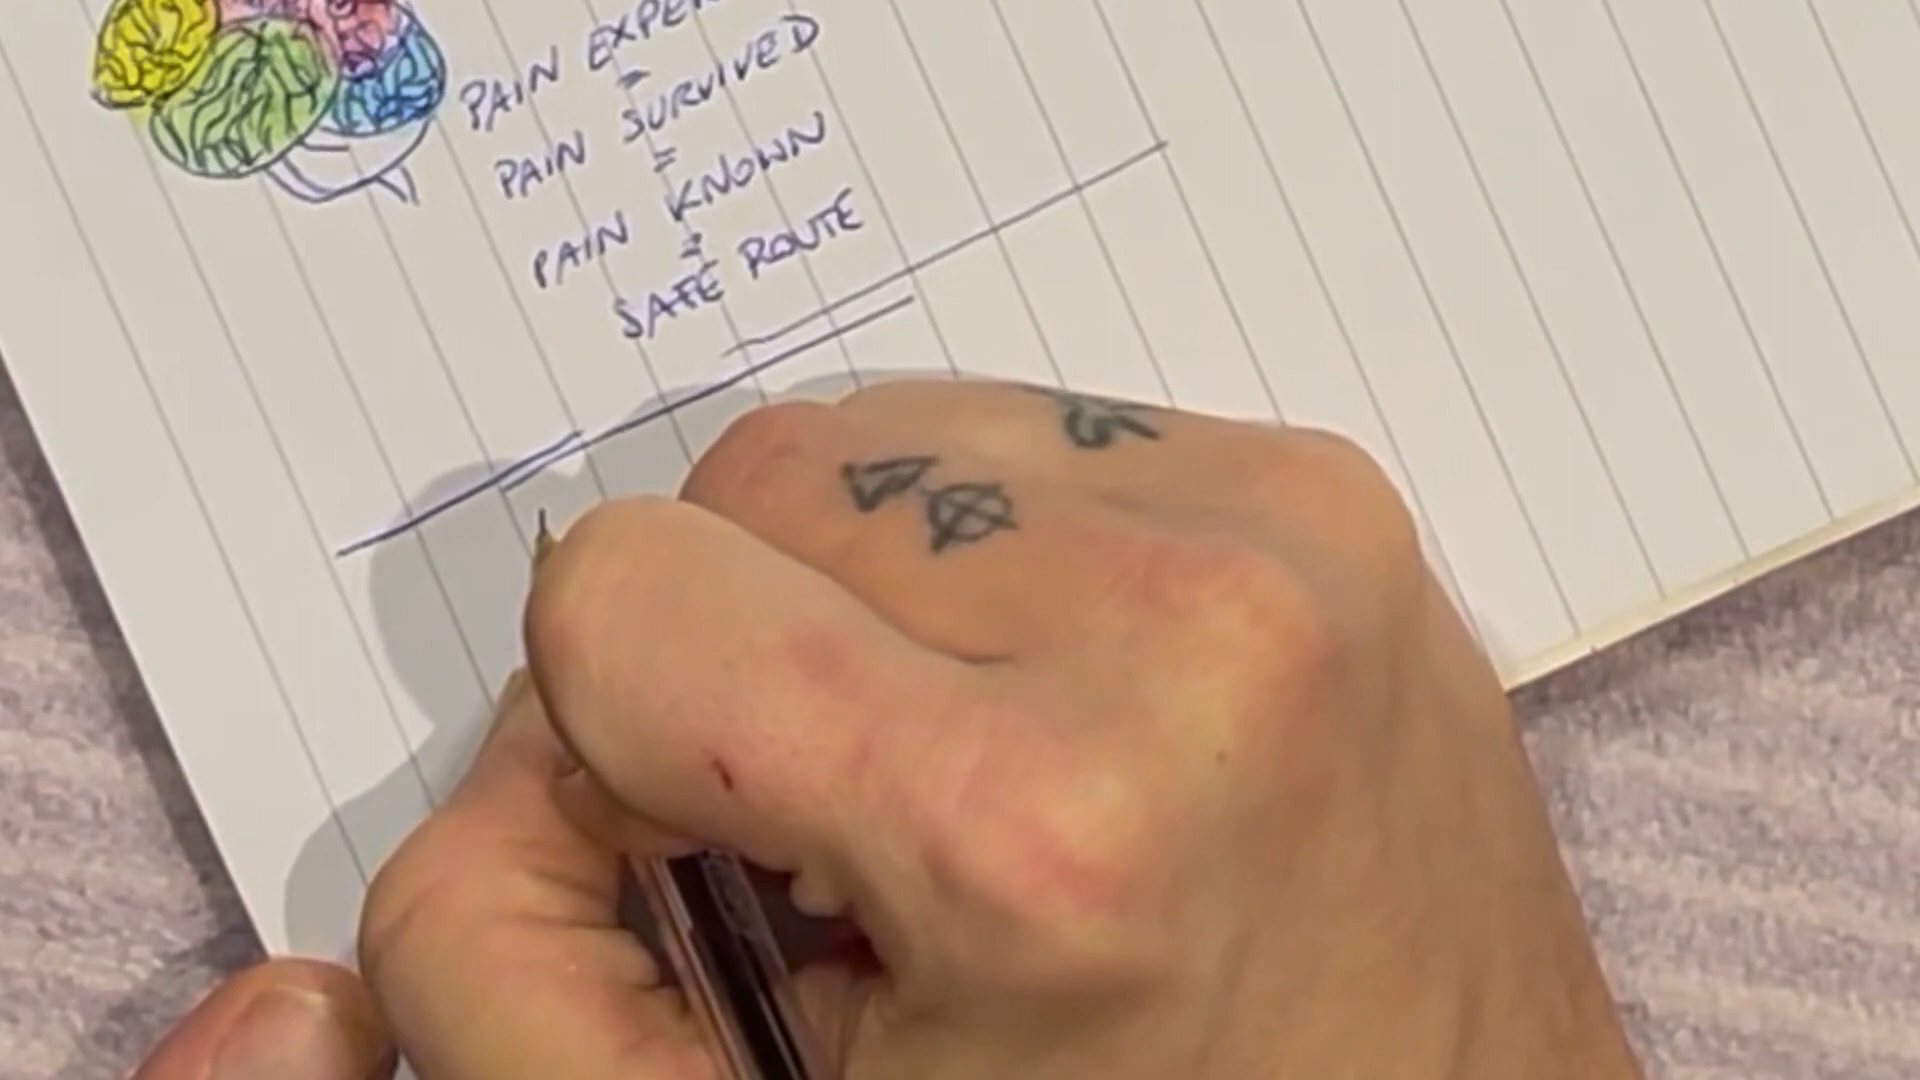 PAIN
=
PAIN SURVIVED
=
PAIN KNOWN
=
SAFE ROUTE